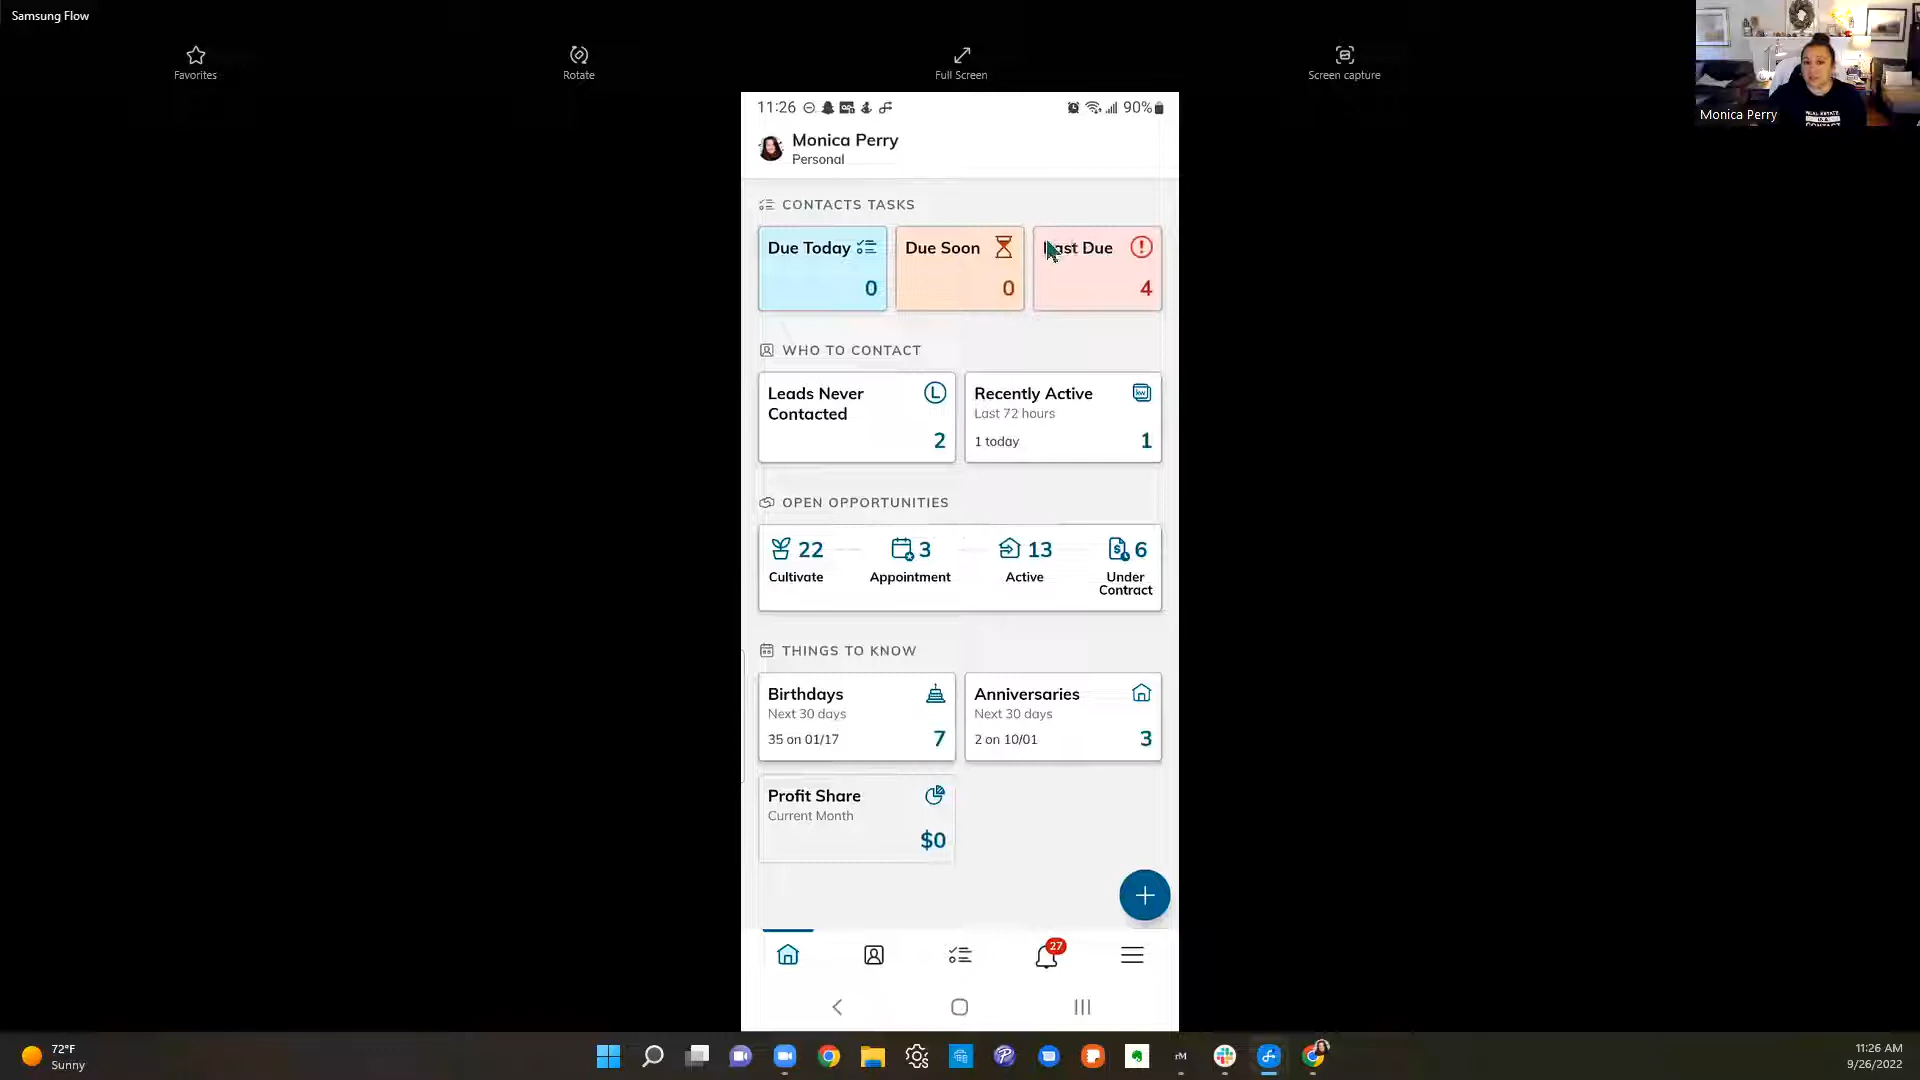 Samsung Flow
Favorites
Rotate
Full Screen
Screen capture
Monica Perry
11:26
90%
Monica Perry
Personal
CONTACTS TASKS
Due Today
0
Due Soon
0
Past Due
4
WHO TO CONTACT
Leads Never
Contacted
2
Recently Active
Last 72 hours
1 today
1
OPEN OPPORTUNITIES
22
Cultivate
3
Appointment
13
Active
6
Under
Contract
THINGS TO KNOW
Birthdays
Next 30 days
35 on 01/17
7
Anniversaries
Next 30 days
2 on 10/01
3
Profit Share
Current Month
$0
27
72°F
Sunny
rM
11:26 AM
9/26/2022